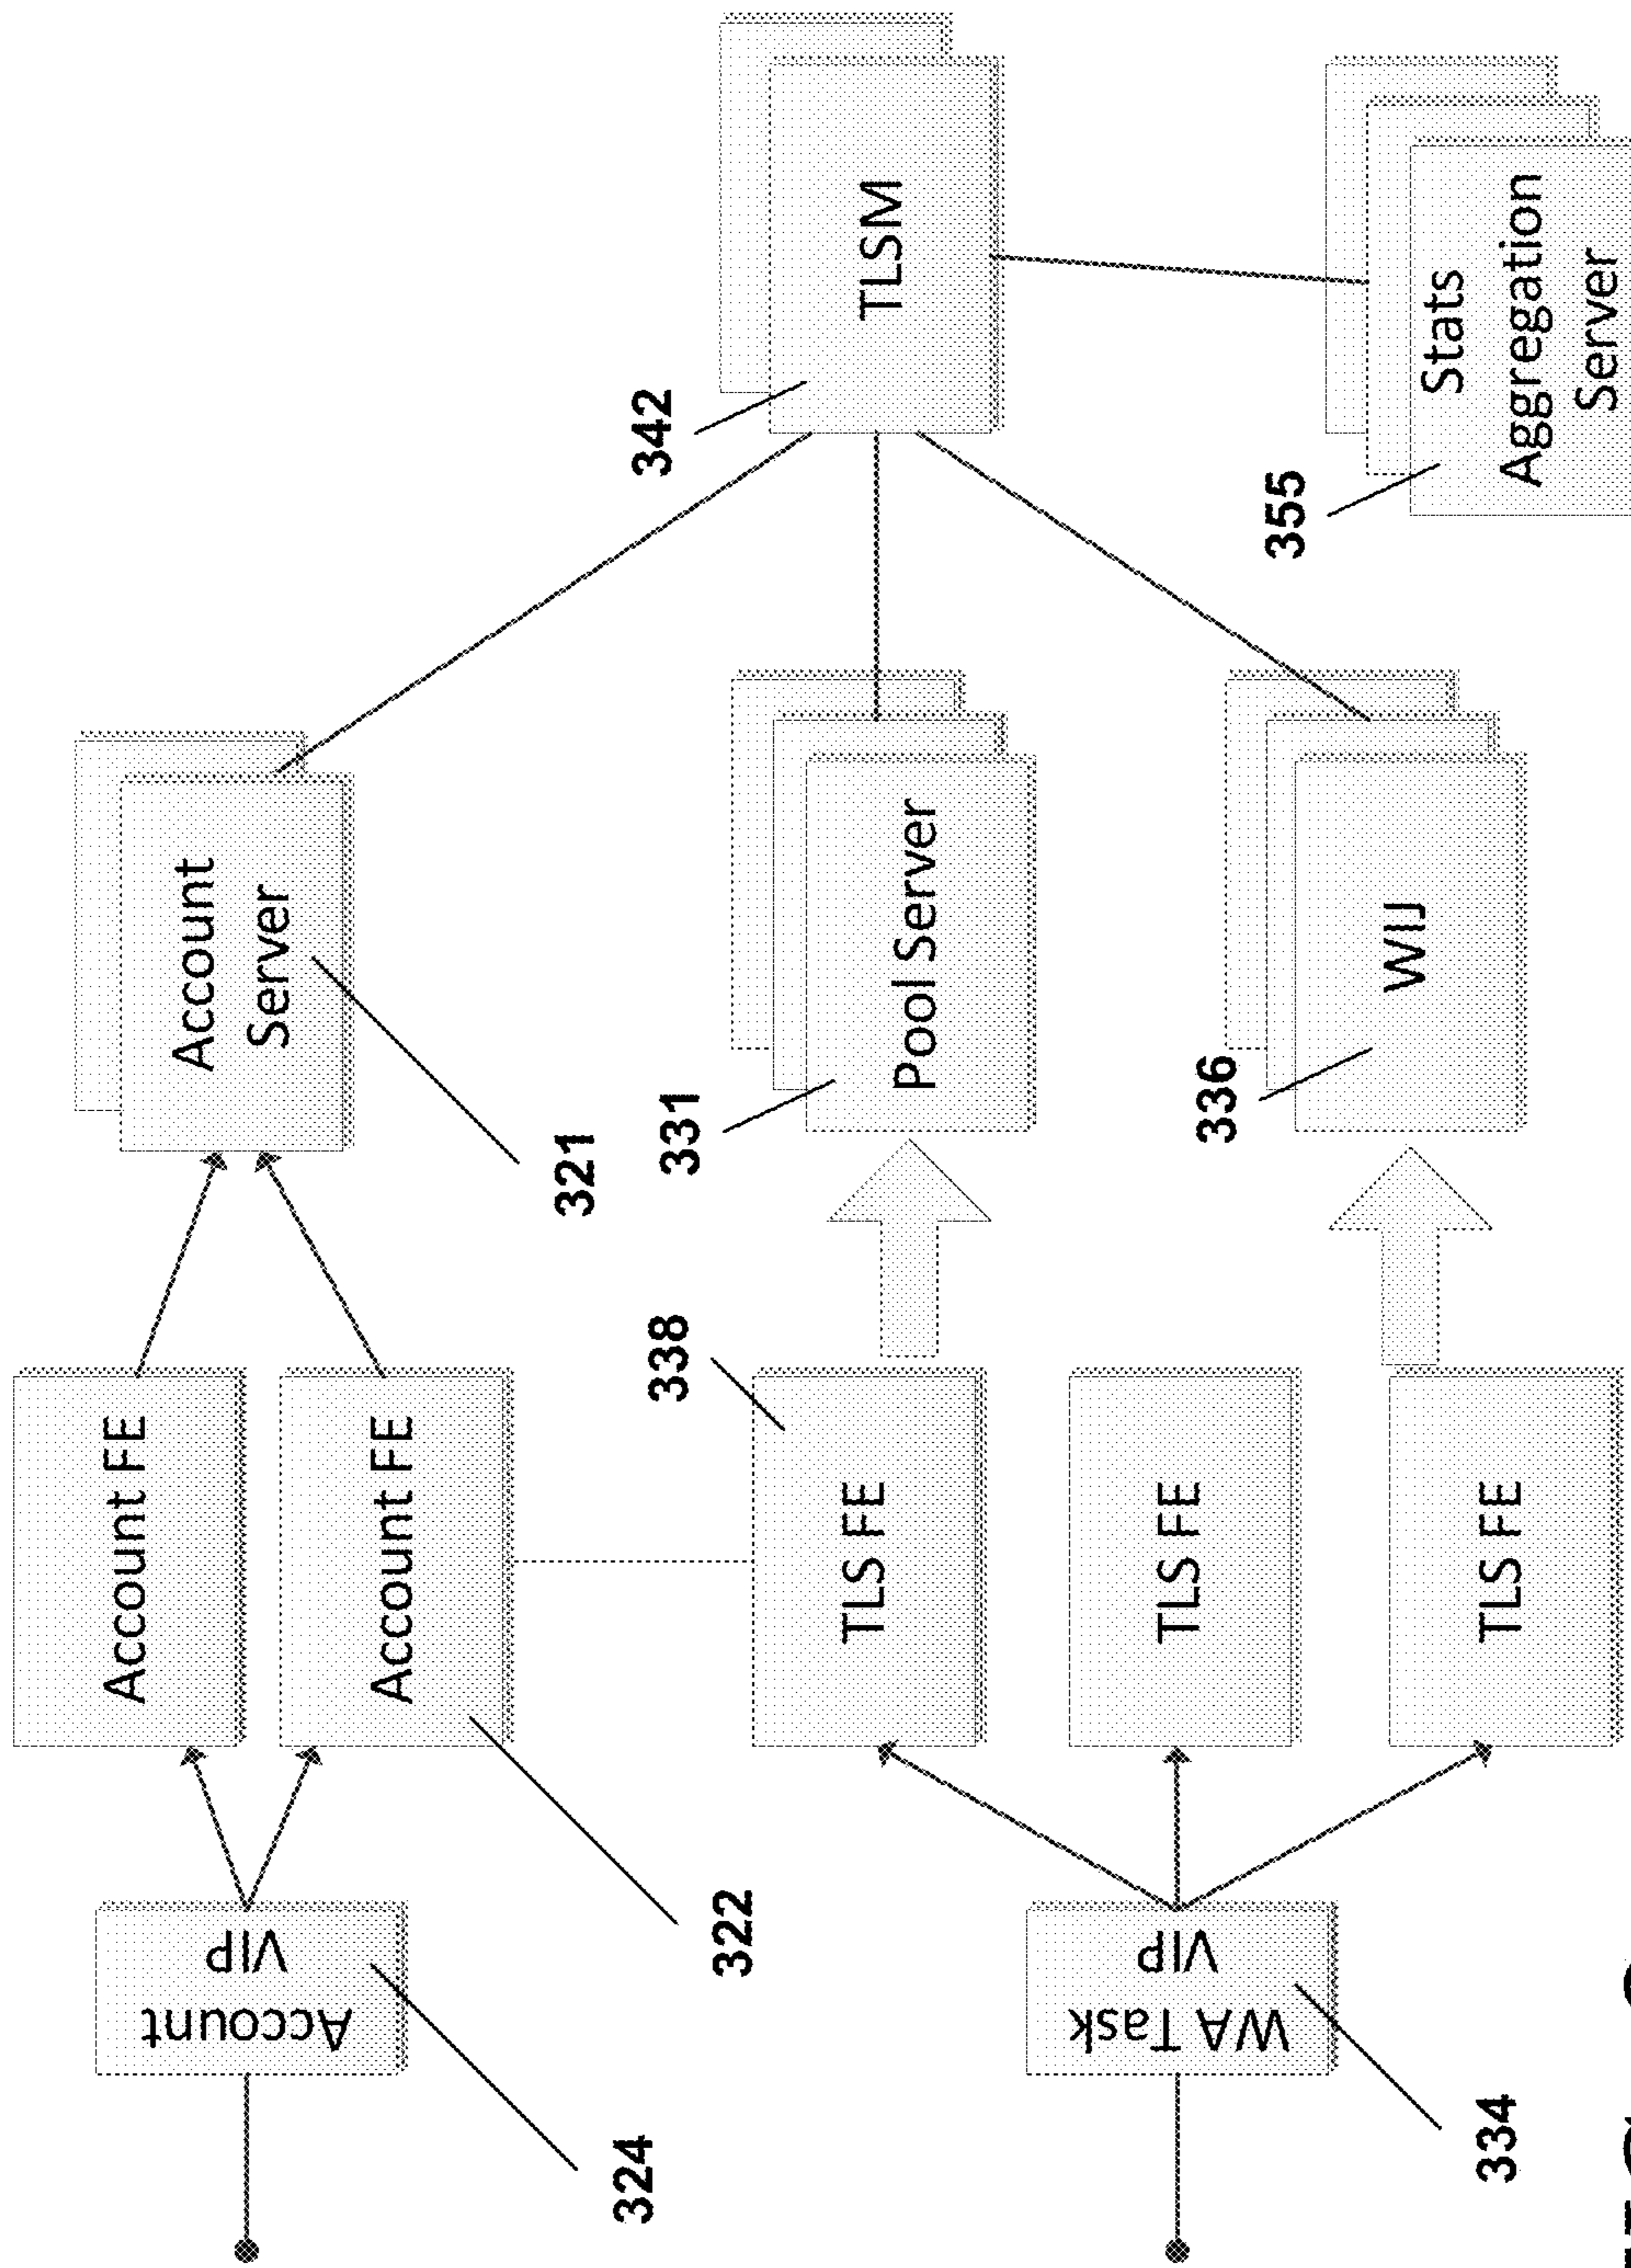 Account
VIP
Account FE
Account
Server
Account FE
324
322
321
338
331
342
TLS FE
Pool Server
TLSM
WA Task
VIP
TLS FE
336
355
334
TLS FE
WIJ
Stats
Aggregation
Server